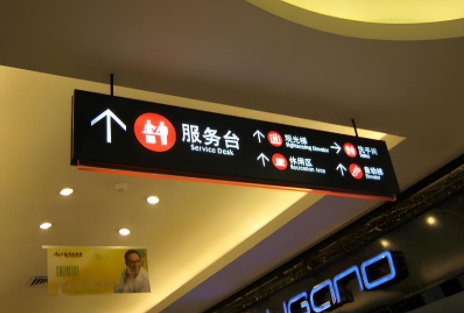 服务台
Service Desk
观光梯
Sightseeing Elevator
休闲区
Recreation Area
洗手间
自动梯
UGANO